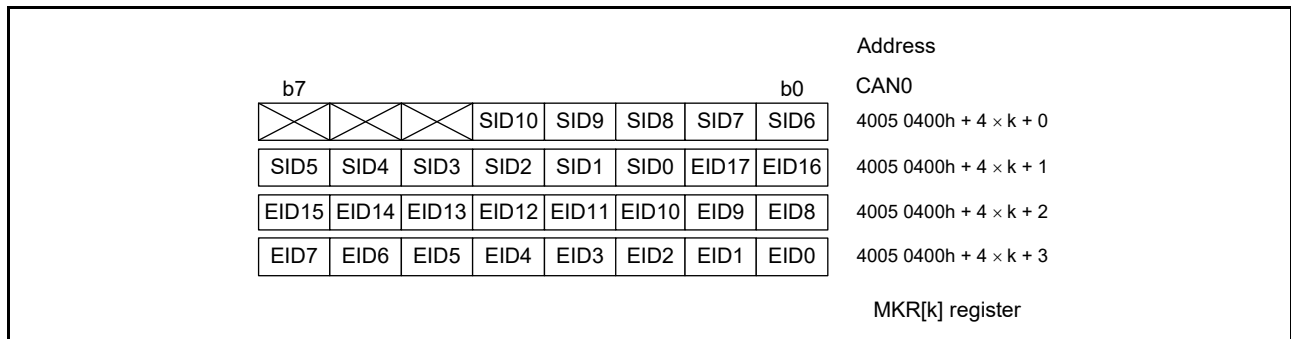 Address
b7 b0 CAN0
SID10 SID9 SID8 SID7 SID6 4005 0400h + 4 × k + 0
SID5 SID4 SID3 SID2 SID1 SID0 EID17 EID16 4005 0400h + 4 × k + 1
EID15 EID14 EID13 EID12 EID11 EID10 EID9 EID8 4005 0400h + 4 × k + 2
EID7 EID6 EID5 EID4 EID3 EID2 EID1 EID0 4005 0400h + 4 × k + 3
MKR[k] register